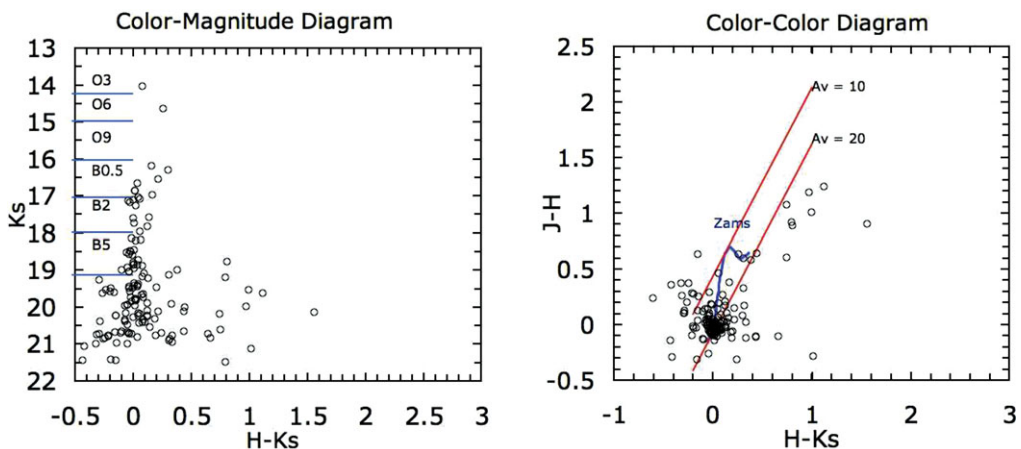 Color-Magnitude Diagram
13
14
15
16
17
18
19
20
21
22
Ks
O3
O6
O9
B0.5
B2
B5
-0.5 0 0.5 1 1.5 2 2.5 3
H-Ks
Color-Color Diagram
2.5
2
1.5
1
0.5
0
-0.5
J-H
Av = 10
Av = 20
Zams
-1 0 1 2 3
H-Ks